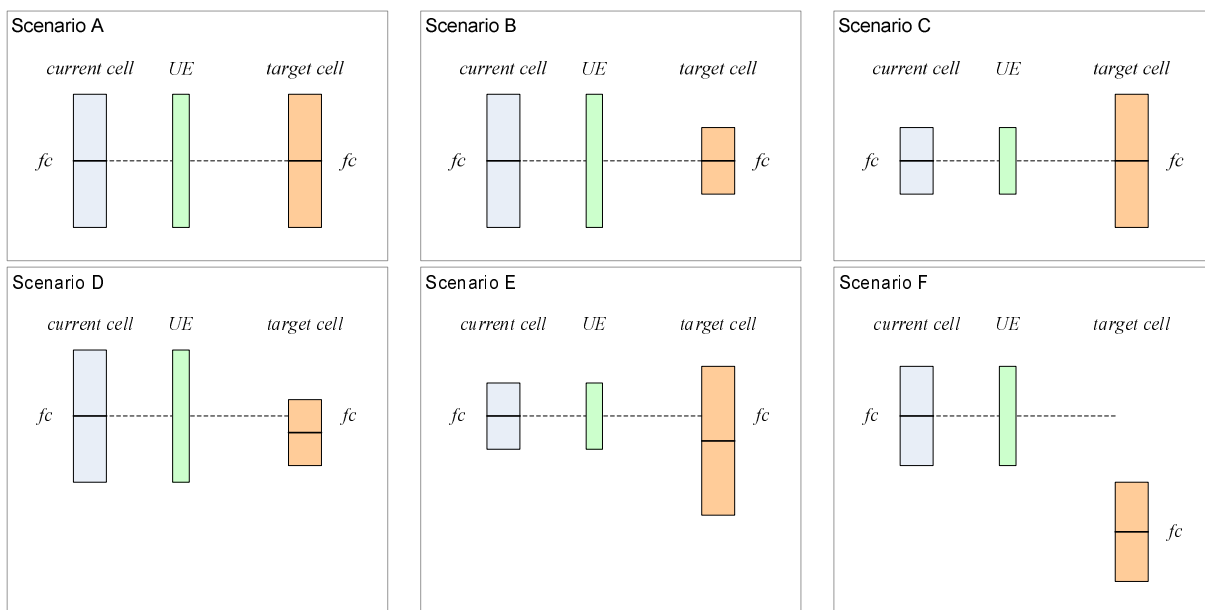 Scenario A
current cell UE target cell
fc fc
Scenario B
current cell UE target cell
fc fc
Scenario C
current cell UE target cell
fc fc
Scenario D
current cell UE target cell
fc fc
Scenario E
current cell UE target cell
fc fc
Scenario F
current cell UE target cell
fc
fc